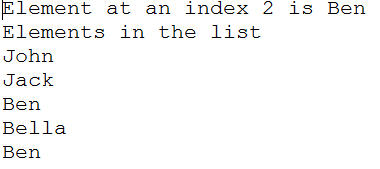 Element at an index 2 is Ben
Elements in the list
John
Jack
Ben
Bella
Ben